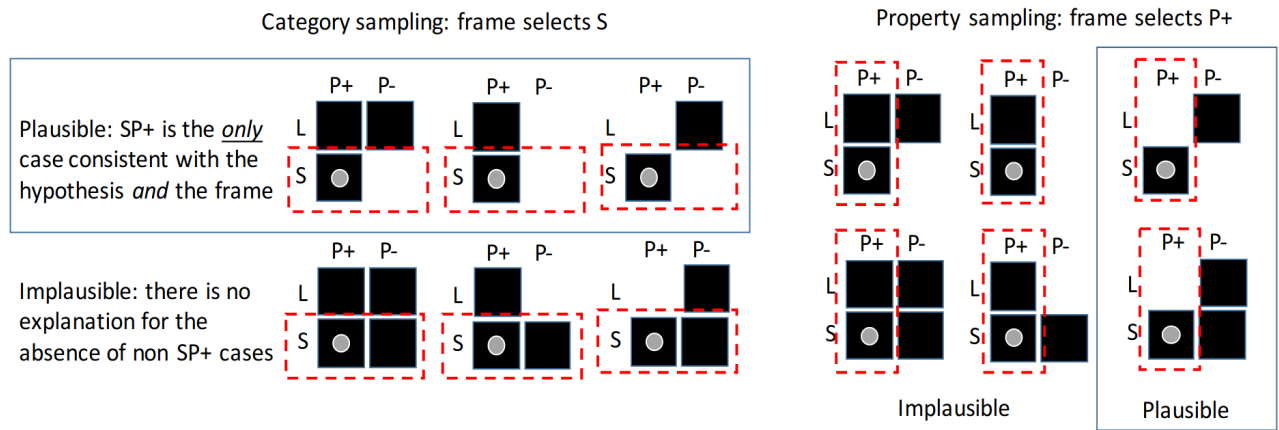 Category sampling: frame selects S
P+ P- P+ P- P+ P-
L L L
Plausible: SP+ is the only
case consistent with the
hypothesis and the frame
S S S
P+ P- P+ P- P+ P-
L L L
Implausible: there is no
explanation for the
absence of non SP+ cases
S S S
Property sampling: frame selects P+
P+ P- P+ P- P+ P-
L L L
S S S
P+ P- P+ P- P+ P-
L L L
S S S
Implausible Plausible